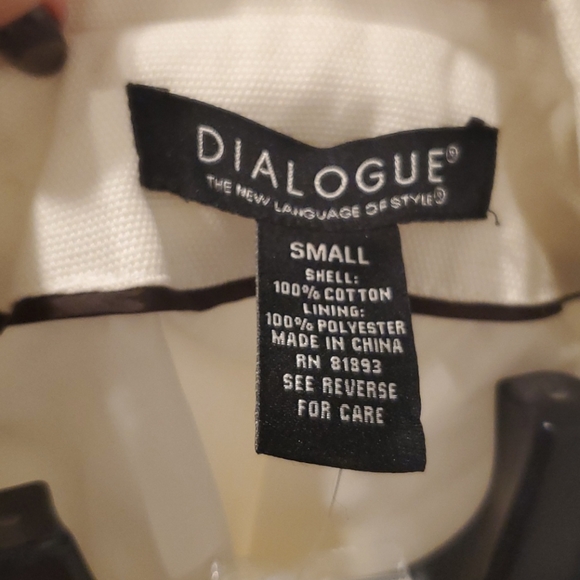 DIALOGUE®
THE NEW LANGUAGE OF STYLE®
SMALL
SHELL:
100% COTTON
LINING:
100% POLYESTER
MADE IN CHINA
RN 81893
SEE REVERSE
FOR CARE